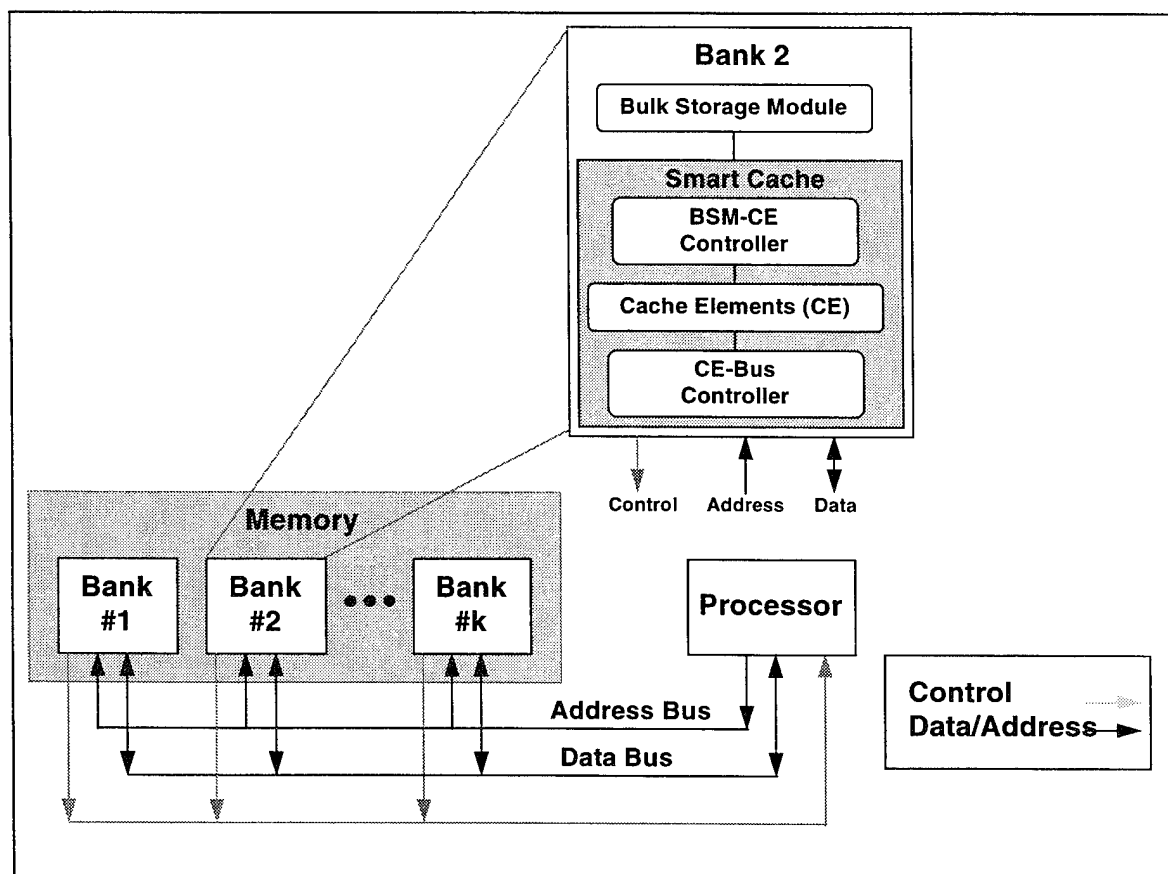 Bank 2
Bulk Storage Module
Smart Cache
BSM-CE
Controller
Cache Elements (CE)
CE-Bus
Controller
Control
Address
Data
Memory
Bank
#1
Bank
#2
Bank
#k
Processor
Address Bus
Data Bus
Control
Data/Address